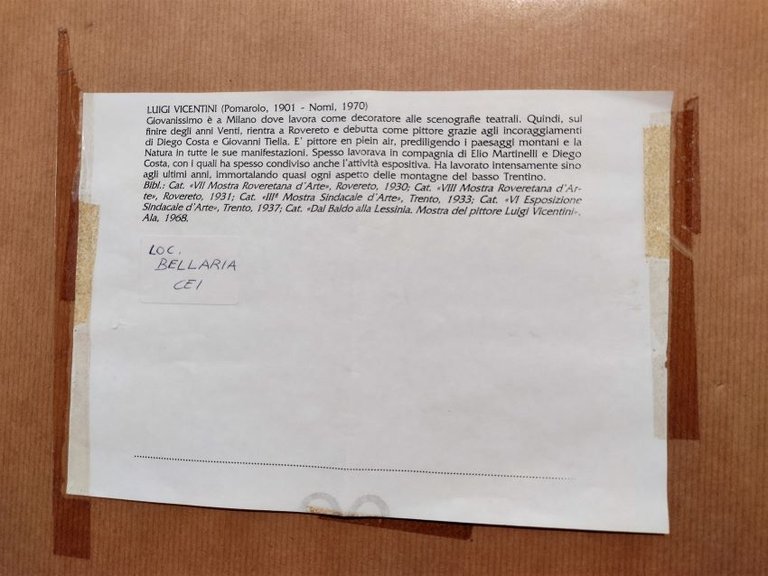 LUIGI VICENTINI (Pomarolo, 1901 - Nomi, 1970)
Giovanissimo è a Milano dove lavora come decoratore alle scenografie teatrali. Quindi, sul
finire degli anni Venti, rientra a Rovereto e debutta come pittore grazie agli incoraggiamenti
di Diego Costa e Giovanni Tiella. E' pittore en plein air, prediligendo i paesaggi montani e la
Natura in tutte le sue manifestazioni. Spesso lavorava in compagnia di Elio Martinelli e Diego
Costa, con i quali ha spesso condiviso anche l'attività espositiva. Ha lavorato intensamente sino
agli ultimi anni, immortalando quasi ogni aspetto delle montagne del basso Trentino.
Bibl.: Cat. «VII Mostra Roveretana d'Arte», Rovereto, 1930; Cat. «VIII Mostra Roveretana d'Ar-
te», Rovereto, 1931; Cat. «IIIª Mostra Sindacale d'Arte», Trento, 1933; Cat. «VI Esposizione
Sindacale d'Arte», Trento, 1937; Cat. «Dal Baldo alla Lessinia. Mostra del pittore Luigi Vicentini».
Ala, 1968.
LOC.
BELLARIA
CEI